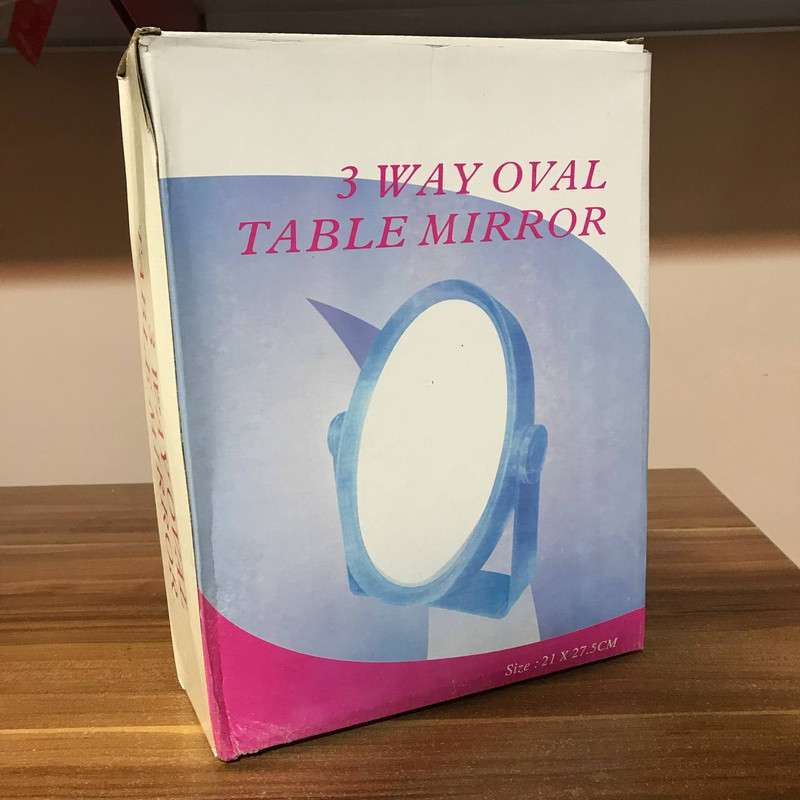 3 WAY OVAL
TABLE MIRROR
Size : 21 X 27.5CM